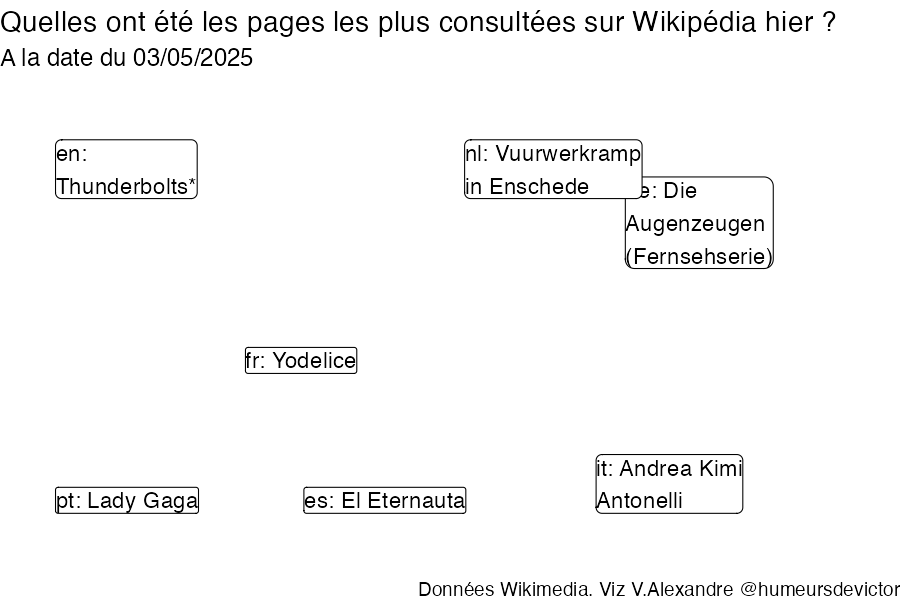 Quelles ont été les pages les plus consultées sur Wikipédia hier ?
A la date du 03/05/2025
en:
Thunderbolts*
nl: Vuurwerkramp
in Enschede
e: Die
Augenzeugen
(Fernsehserie)
fr: Yodelice
it: Andrea Kimi
Antonelli
pt: Lady Gaga
es: El Eternauta
Données Wikimedia. Viz V.Alexandre @humeursdevictor